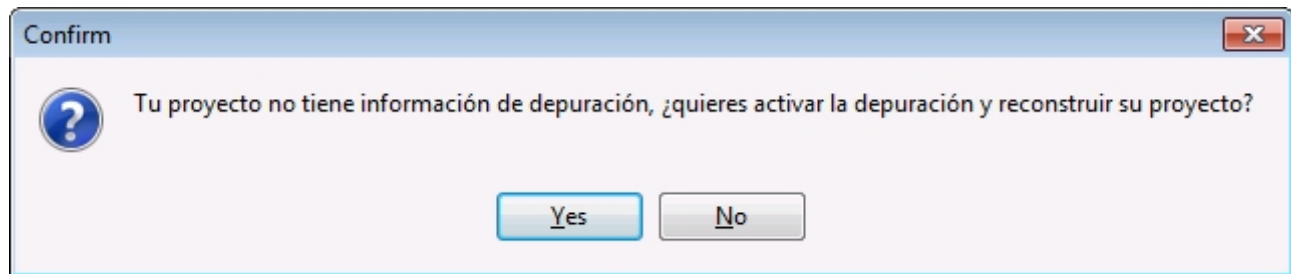 Confirm
Tu proyecto no tiene información de depuración, ¿quieres activar la depuración y reconstruir su proyecto?
Yes
No